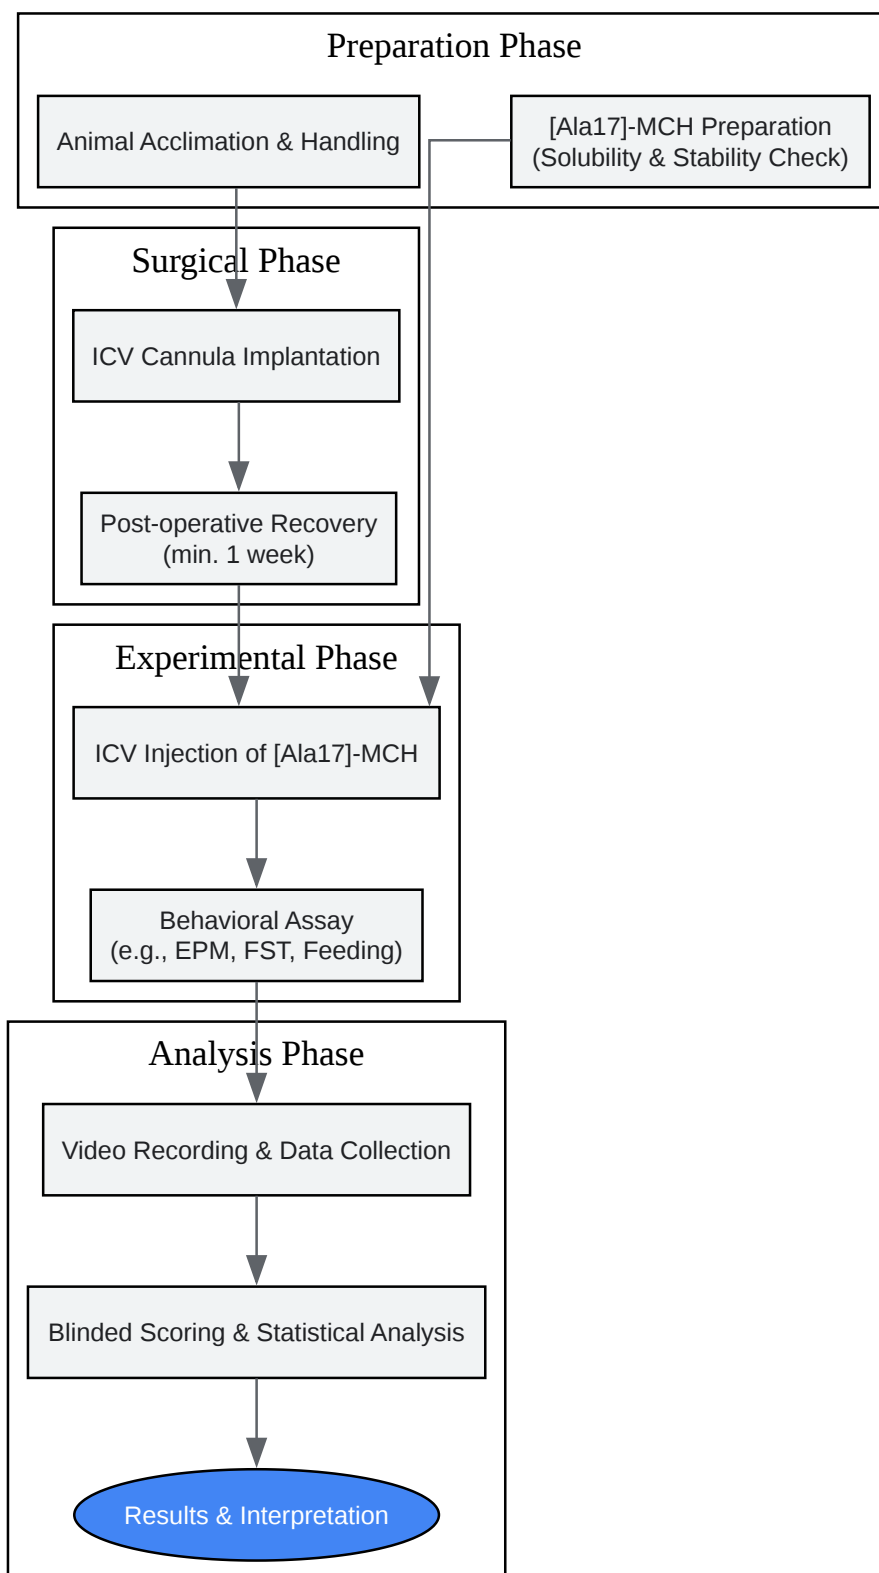 Preparation Phase
Animal Acclimation & Handling
[Ala17]-MCH Preparation
(Solubility & Stability Check)
Surgical Phase
ICV Cannula Implantation
Post-operative Recovery
(min. 1 week)
Experimental Phase
ICV Injection of [Ala17]-MCH
Behavioral Assay
(e.g., EPM, FST, Feeding)
Analysis Phase
Video Recording & Data Collection
Blinded Scoring & Statistical Analysis
Results & Interpretation